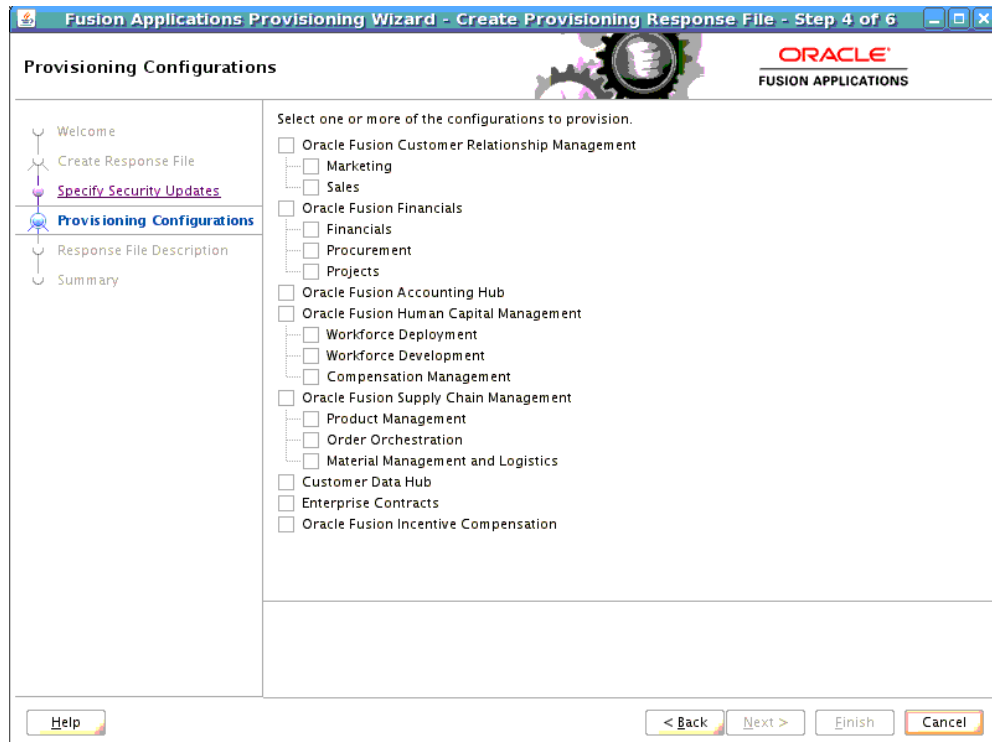 Fusion Applications Provisioning Wizard - Create Provisioning Response File - Step 4 of 6
Provisioning Configurations
ORACLE
FUSION APPLICATIONS
Welcome
Create Response File
Specify Security Updates
Provisioning Configurations
Response File Description
Summary
Select one or more of the configurations to provision.
Oracle Fusion Customer Relationship Management
Marketing
Sales
Oracle Fusion Financials
Financials
Procurement
Projects
Oracle Fusion Accounting Hub
Oracle Fusion Human Capital Management
Workforce Deployment
Workforce Development
Compensation Management
Oracle Fusion Supply Chain Management
Product Management
Order Orchestration
Material Management and Logistics
Customer Data Hub
Enterprise Contracts
Oracle Fusion Incentive Compensation
Help
< Back
Next >
Finish
Cancel